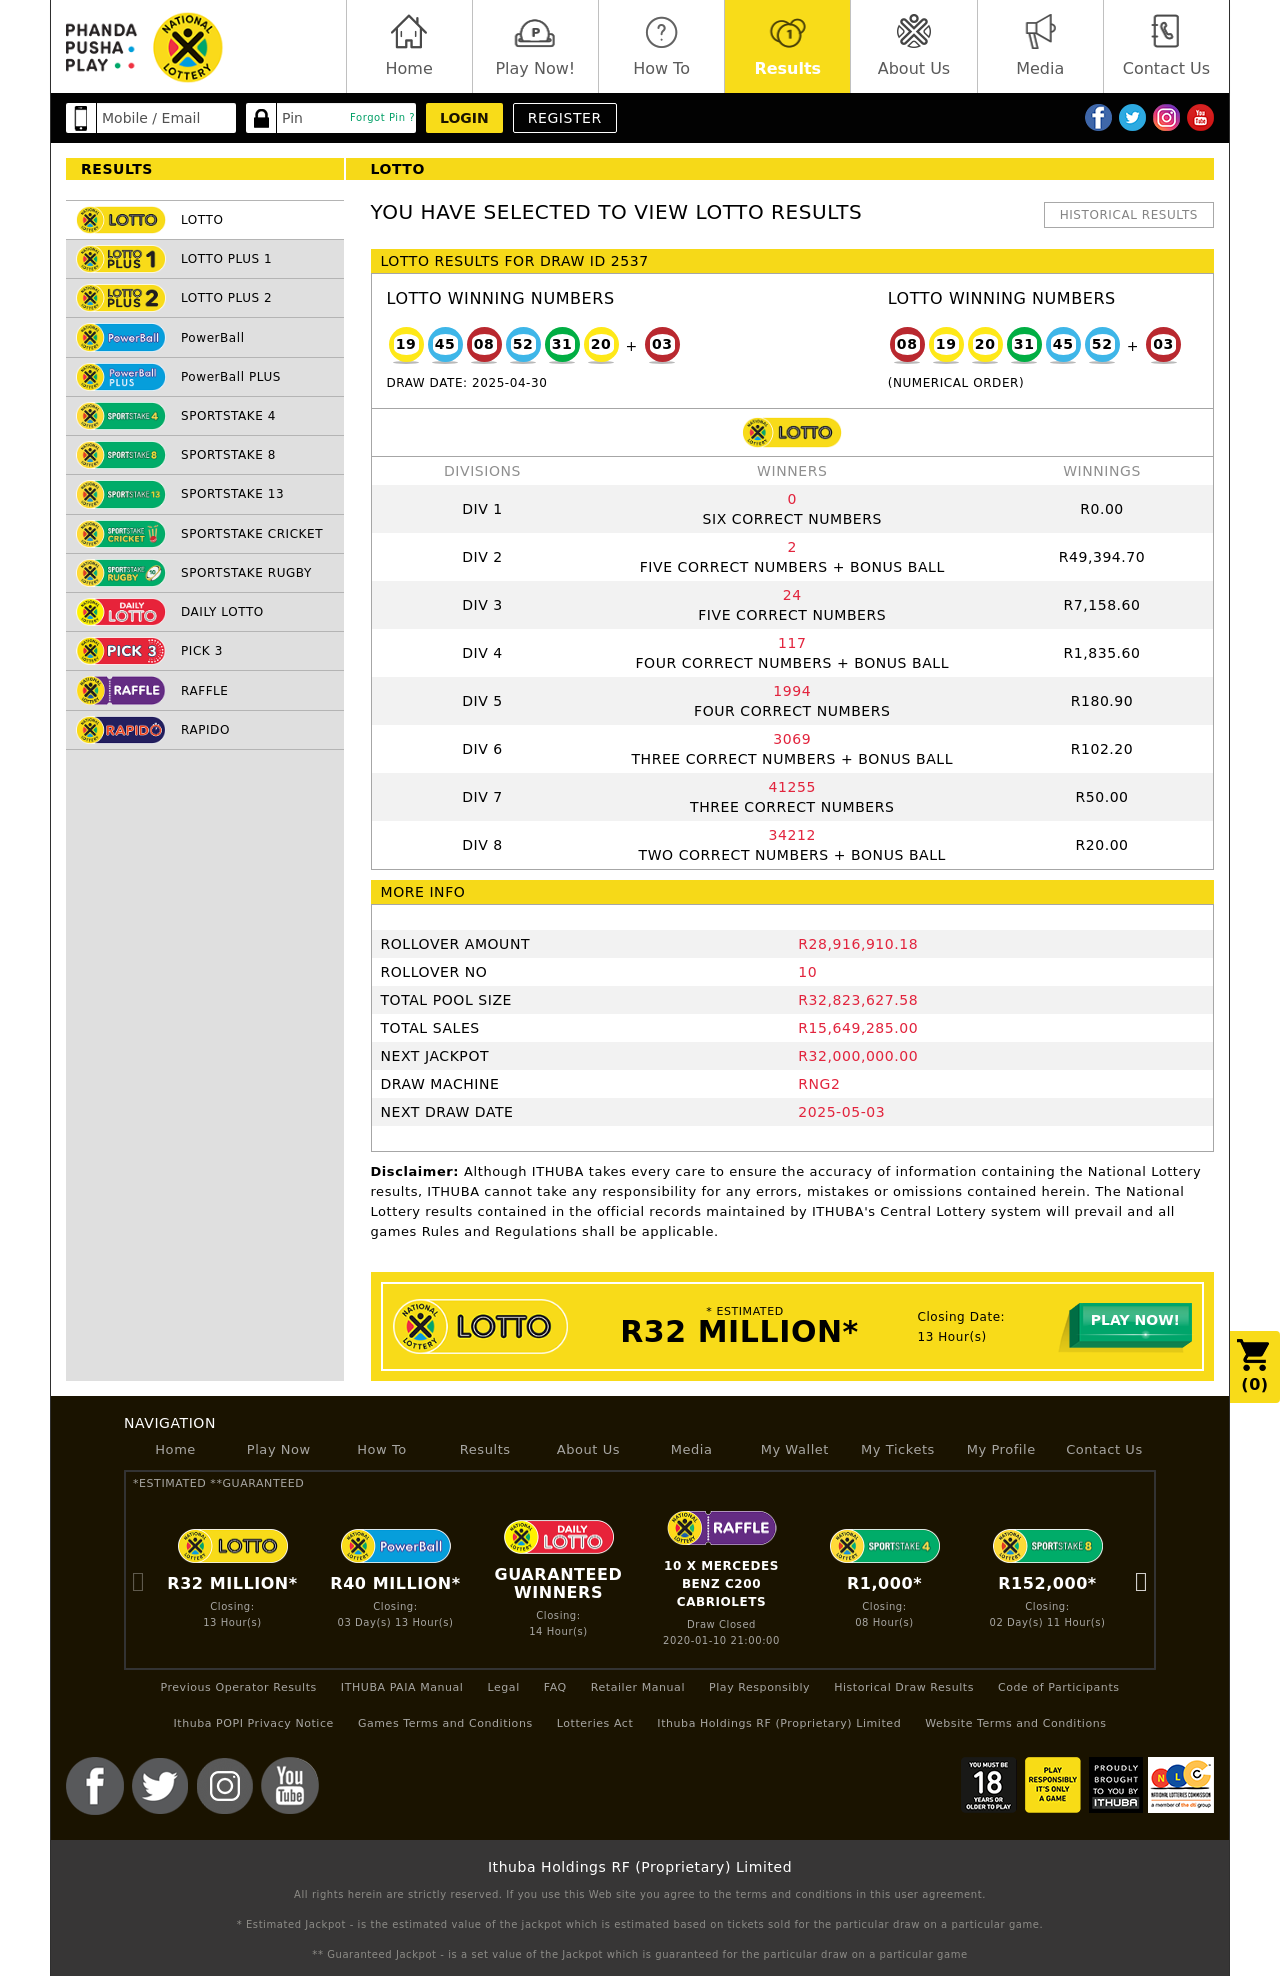 PHANDA
PUSHA
PLAY
NATIONAL
LOTTERY
Home
P
Play Now!
?
How To
1
Results
About Us
Media
Contact Us
Mobile / Email
Pin
Forgot Pin ?
LOGIN
REGISTER
You
Tube
RESULTS
LOTTO
LOTTO
LOTTO
LOTTO
PLUS 1
LOTTO PLUS 1
LOTTO
PLUS 2
LOTTO PLUS 2
PowerBall
PowerBall
PowerBall
PLUS
PowerBall PLUS
SPORTSTAKE 4
SPORTSTAKE 4
SPORTSTAKE 8
SPORTSTAKE 8
SPORTSTAKE 13
SPORTSTAKE 13
SPORTSTAKE
CRICKET
SPORTSTAKE CRICKET
SPORTSTAKE
RUGBY
SPORTSTAKE RUGBY
DAILY
LOTTO
DAILY LOTTO
PICK 3
PICK 3
RAFFLE
RAFFLE
RAPIDO
RAPIDO
YOU HAVE SELECTED TO VIEW LOTTO RESULTS
HISTORICAL RESULTS
LOTTO RESULTS FOR DRAW ID 2537
LOTTO WINNING NUMBERS
19 45 08 52 31 20 + 03
DRAW DATE: 2025-04-30
LOTTO WINNING NUMBERS
08 19 20 31 45 52 + 03
(NUMERICAL ORDER)
LOTTO
DIVISIONS WINNERS WINNINGS
DIV 1 0 SIX CORRECT NUMBERS R0.00
DIV 2 2 FIVE CORRECT NUMBERS + BONUS BALL R49,394.70
DIV 3 24 FIVE CORRECT NUMBERS R7,158.60
DIV 4 117 FOUR CORRECT NUMBERS + BONUS BALL R1,835.60
DIV 5 1994 FOUR CORRECT NUMBERS R180.90
DIV 6 3069 THREE CORRECT NUMBERS + BONUS BALL R102.20
DIV 7 41255 THREE CORRECT NUMBERS R50.00
DIV 8 34212 TWO CORRECT NUMBERS + BONUS BALL R20.00
MORE INFO
ROLLOVER AMOUNT R28,916,910.18
ROLLOVER NO 10
TOTAL POOL SIZE R32,823,627.58
TOTAL SALES R15,649,285.00
NEXT JACKPOT R32,000,000.00
DRAW MACHINE RNG2
NEXT DRAW DATE 2025-05-03
Disclaimer: Although ITHUBA takes every care to ensure the accuracy of information containing the National Lottery
results, ITHUBA cannot take any responsibility for any errors, mistakes or omissions contained herein. The National
Lottery results contained in the official records maintained by ITHUBA's Central Lottery system will prevail and all
games Rules and Regulations shall be applicable.
NATIONAL
LOTTERY
LOTTO
* ESTIMATED
R32 MILLION*
Closing Date:
13 Hour(s)
PLAY NOW!
(0)
NAVIGATION
Home Play Now How To Results About Us Media My Wallet My Tickets My Profile Contact Us
*ESTIMATED **GUARANTEED
LOTTO
R32 MILLION*
Closing:
13 Hour(s)
PowerBall
R40 MILLION*
Closing:
03 Day(s) 13 Hour(s)
DAILY
LOTTO
GUARANTEED
WINNERS
Closing:
14 Hour(s)
RAFFLE
10 X MERCEDES
BENZ C200
CABRIOLETS
Draw Closed
2020-01-10 21:00:00
SPORTSTAKE 4
R1,000*
Closing:
08 Hour(s)
SPORTSTAKE 8
R152,000*
Closing:
02 Day(s) 11 Hour(s)
Previous Operator Results ITHUBA PAIA Manual Legal FAQ Retailer Manual Play Responsibly Historical Draw Results Code of Participants
Ithuba POPI Privacy Notice Games Terms and Conditions Lotteries Act Ithuba Holdings RF (Proprietary) Limited Website Terms and Conditions
You
Tube
YOU MUST BE
18
YEARS OR
OLDER TO PLAY
PLAY
RESPONSIBLY
IT'S ONLY
A GAME
PROUDLY
BROUGHT
TO YOU BY
ITHUBA
NLC
NATIONAL LOTTERIES COMMISSION
a member of the dti group
Ithuba Holdings RF (Proprietary) Limited
All rights herein are strictly reserved. If you use this Web site you agree to the terms and conditions in this user agreement.
* Estimated Jackpot - is the estimated value of the jackpot which is estimated based on tickets sold for the particular draw on a particular game.
** Guaranteed Jackpot - is a set value of the Jackpot which is guaranteed for the particular draw on a particular game